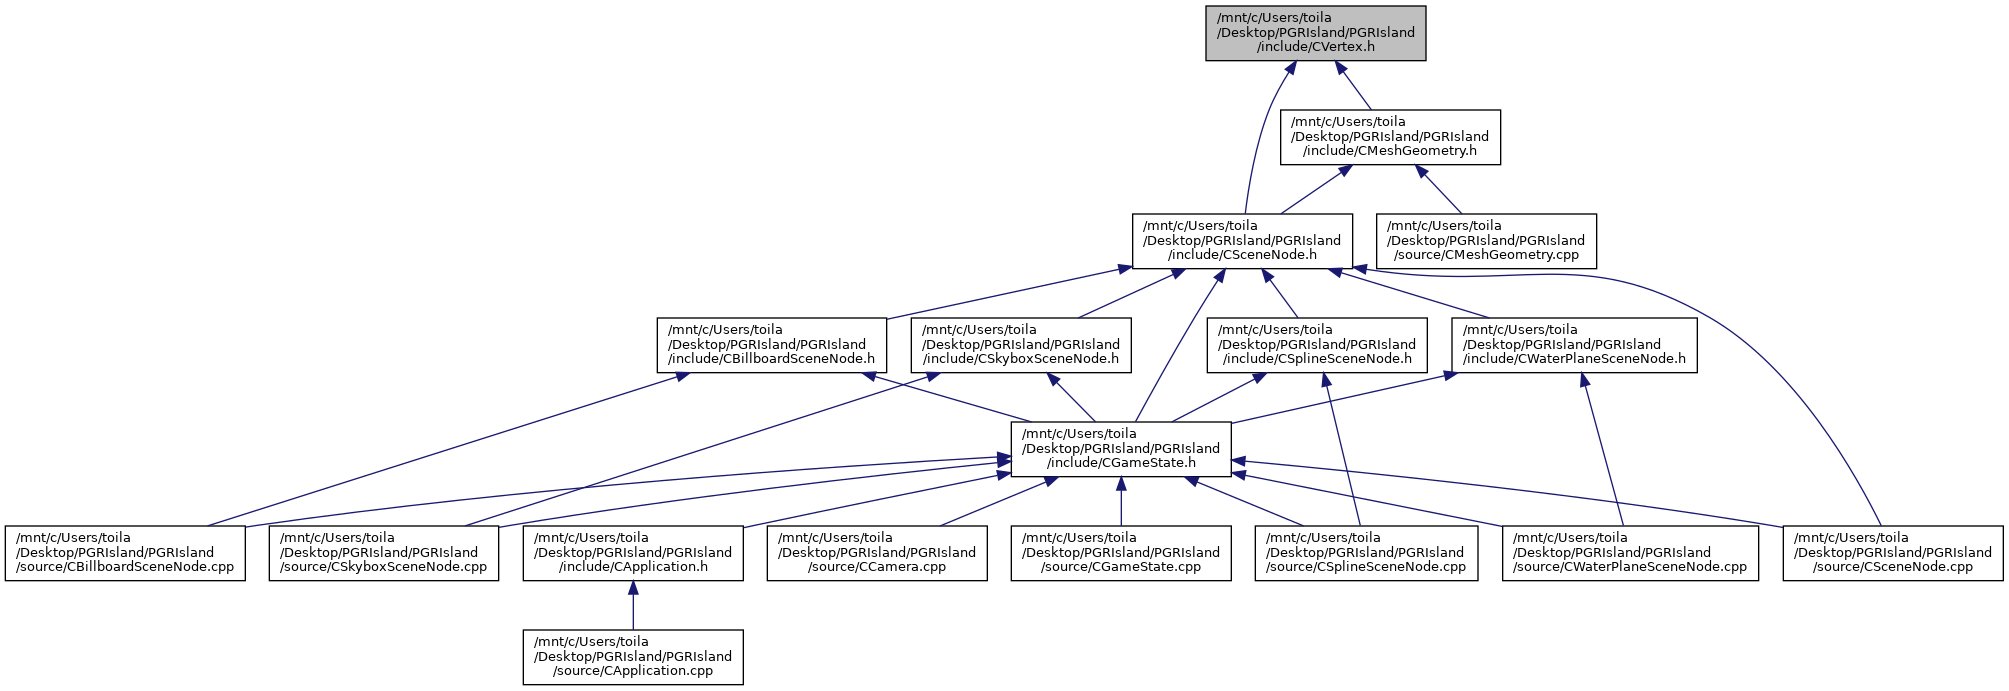 /mnt/c/Users/toila
/Desktop/PGRIsland/PGRIsland
/include/CVertex.h
/mnt/c/Users/toila
/Desktop/PGRIsland/PGRIsland
/include/CMeshGeometry.h
/mnt/c/Users/toila
/Desktop/PGRIsland/PGRIsland
/include/CSceneNode.h
/mnt/c/Users/toila
/Desktop/PGRIsland/PGRIsland
/source/CMeshGeometry.cpp
/mnt/c/Users/toila
/Desktop/PGRIsland/PGRIsland
/include/CBillboardSceneNode.h
/mnt/c/Users/toila
/Desktop/PGRIsland/PGRIsland
/include/CSkyboxSceneNode.h
/mnt/c/Users/toila
/Desktop/PGRIsland/PGRIsland
/include/CSplineSceneNode.h
/mnt/c/Users/toila
/Desktop/PGRIsland/PGRIsland
/include/CWaterPlaneSceneNode.h
/mnt/c/Users/toila
/Desktop/PGRIsland/PGRIsland
/include/CGameState.h
/mnt/c/Users/toila
/Desktop/PGRIsland/PGRIsland
/source/CBillboardSceneNode.cpp
/mnt/c/Users/toila
/Desktop/PGRIsland/PGRIsland
/source/CSkyboxSceneNode.cpp
/mnt/c/Users/toila
/Desktop/PGRIsland/PGRIsland
/include/CApplication.h
/mnt/c/Users/toila
/Desktop/PGRIsland/PGRIsland
/source/CCamera.cpp
/mnt/c/Users/toila
/Desktop/PGRIsland/PGRIsland
/source/CGameState.cpp
/mnt/c/Users/toila
/Desktop/PGRIsland/PGRIsland
/source/CSplineSceneNode.cpp
/mnt/c/Users/toila
/Desktop/PGRIsland/PGRIsland
/source/CWaterPlaneSceneNode.cpp
/mnt/c/Users/toila
/Desktop/PGRIsland/PGRIsland
/source/CSceneNode.cpp
/mnt/c/Users/toila
/Desktop/PGRIsland/PGRIsland
/source/CApplication.cpp